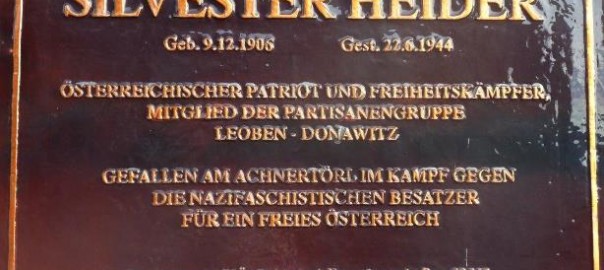 SILVESTER HEIDER
Geb. 9.12.1906 Gest. 22.6.1944
ÖSTERREICHISCHER PATRIOT UND FREIHEITSKÄMPFER,
MITGLIED DER PARTISANENGRUPPE
LEOBEN - DONAWITZ
GEFALLEN AM ACHNERTÖRL IM KAMPF GEGEN
DIE NAZIFASCHISTISCHEN BESATZER
FÜR EIN FREIES ÖSTERREICH